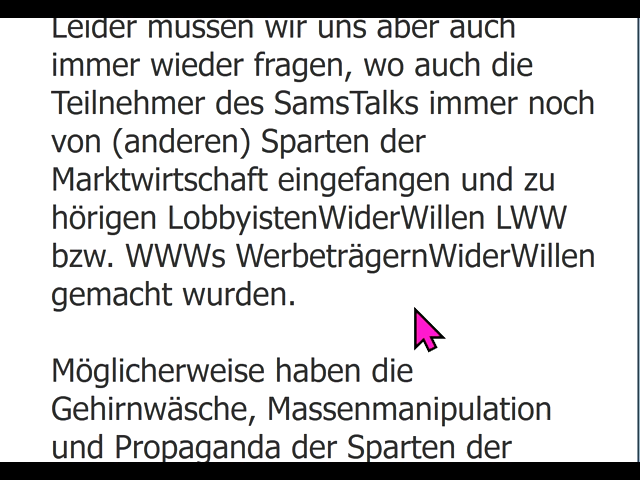 Leider müssen wir uns aber auch
immer wieder fragen, wo auch die
Teilnehmer des SamsTalks immer noch
von (anderen) Sparten der
Marktwirtschaft eingefangen und zu
hörigen LobbyistenWiderWillen LWW
bzw. WWWs WerbeträgernWiderWillen
gemacht wurden.
Möglicherweise haben die
Gehirnwäsche, Massenmanipulation
und Propaganda der Sparten der